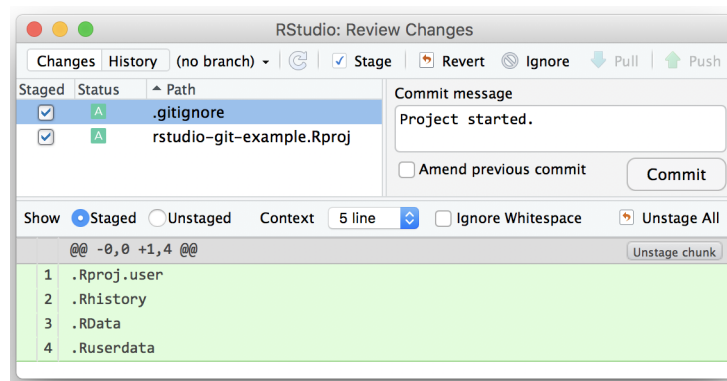 RStudio: Review Changes
Changes History (no branch) Stage Revert Ignore Pull Push
Staged Status Path
A .gitignore
A rstudio-git-example.Rproj
Commit message
Project started.
Amend previous commit Commit
Show Staged Unstaged Context 5 line Ignore Whitespace Unstage All
@@ -0,0 +1,4 @@ Unstage chunk
1 .Rproj.user
2 .Rhistory
3 .RData
4 .Ruserdata